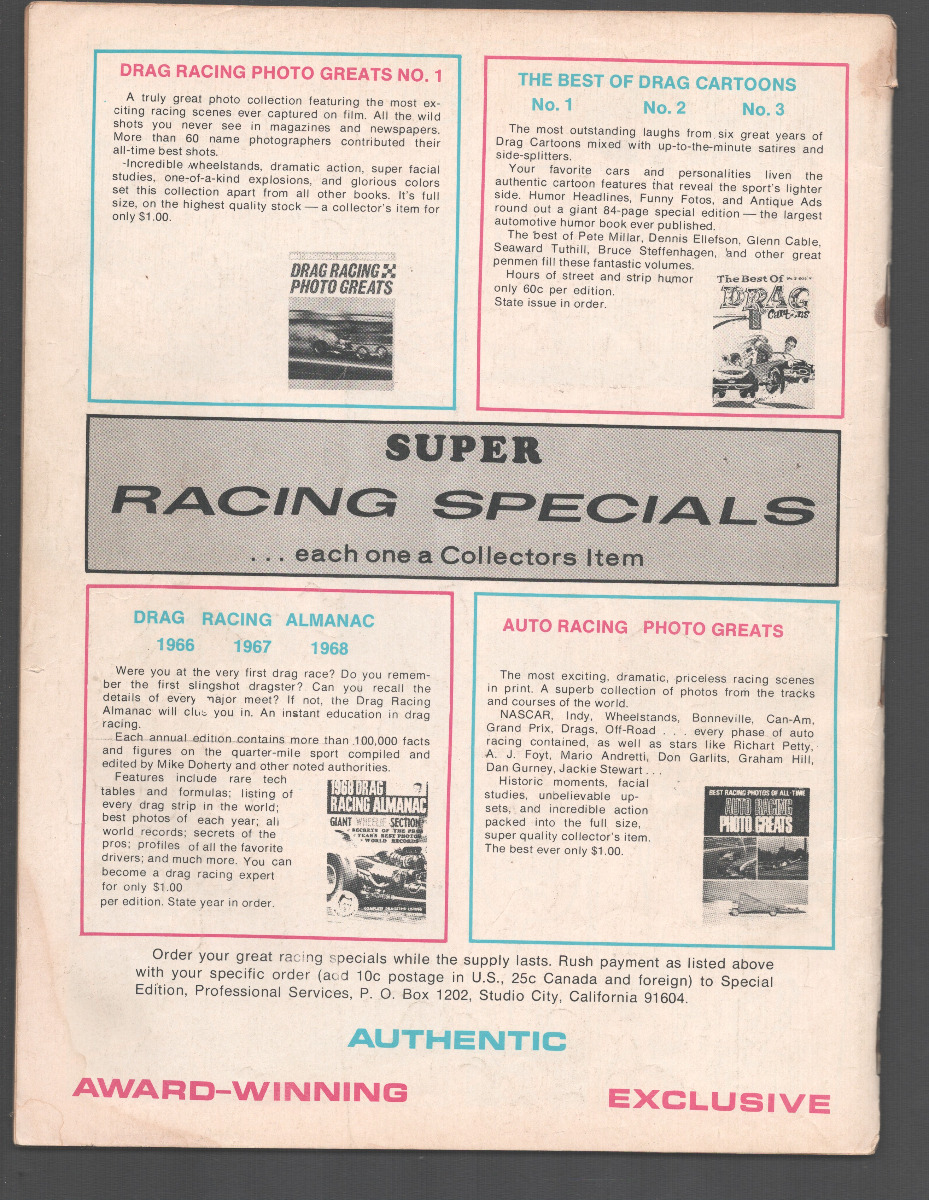 DRAG RACING PHOTO GREATS NO. 1
A truly great photo collection featuring the most ex-
citing racing scenes ever captured on film. All the wild
shots you never see in magazines and newspapers.
More than 60 name photographers contributed their
all-time best shots.
-Incredible wheelstands, dramatic action, super facial
studies, one-of-a-kind explosions, and glorious colors
set this collection apart from all other books. It's full
size, on the highest quality stock — a collector's item for
only $1.00.
DRAG RACING
PHOTO GREATS
THE BEST OF DRAG CARTOONS
No. 1 No. 2 No. 3
The most outstanding laughs from six great years of
Drag Cartoons mixed with up-to-the-minute satires and
side-splitters.
Your favorite cars and personalities liven the
authentic cartoon features that reveal the sport's lighter
side. Humor Headlines, Funny Fotos, and Antique Ads
round out a giant 84-page special edition — the largest
automotive humor book ever published.
The best of Pete Millar, Dennis Ellefson, Glenn Cable,
Seaward Tuthill, Bruce Steffenhagen, and other great
penmen fill these fantastic volumes.
Hours of street and strip humor
only 60c per edition.
State issue in order.
The Best Of
DRAG
Cartoons
SUPER
RACING SPECIALS
... each one a Collectors Item
DRAG RACING ALMANAC
1966 1967 1968
Were you at the very first drag race? Do you remem-
ber the first slingshot dragster? Can you recall the
details of every major meet? If not, the Drag Racing
Almanac will clue you in. An instant education in drag
racing.
Each annual edition contains more than 100,000 facts
and figures on the quarter-mile sport compiled and
edited by Mike Doherty and other noted authorities.
Features include rare tech
tables and formulas; listing of
every drag strip in the world;
best photos of each year; all
world records; secrets of the
pros; profiles of all the favorite
drivers; and much more. You can
become a drag racing expert
for only $1.00
per edition. State year in order.
1968 DRAG
RACING ALMANAC
GIANT WHEELIE SECTION
SECRETS OF THE PROS
YEAR'S BEST PHOTOS
WORLD RECORDS
AUTO RACING PHOTO GREATS
The most exciting, dramatic, priceless racing scenes
in print. A superb collection of photos from the tracks
and courses of the world.
NASCAR, Indy, Wheelstands, Bonneville, Can-Am,
Grand Prix, Drags, Off-Road . . . every phase of auto
racing contained, as well as stars like Richart Petty,
A. J. Foyt, Mario Andretti, Don Garlits, Graham Hill,
Dan Gurney, Jackie Stewart . . .
Historic moments, facial
studies, unbelievable up-
sets, and incredible action
packed into the full size,
super quality collector's item.
The best ever only $1.00.
BEST RACING PHOTOS OF ALL-TIME
AUTO RACING
PHOTO GREATS
Order your great racing specials while the supply lasts. Rush payment as listed above
with your specific order (add 10c postage in U.S., 25c Canada and foreign) to Special
Edition, Professional Services, P. O. Box 1202, Studio City, California 91604.
AUTHENTIC
AWARD-WINNING
EXCLUSIVE